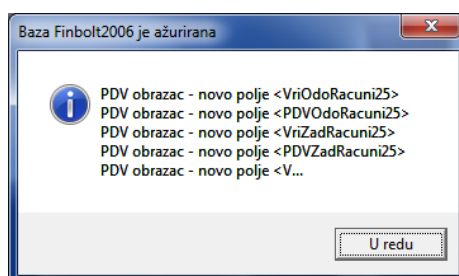 Baza Finbolt2006 je ažurirana
PDV obrazac - novo polje <VriOdoRacuni25>
PDV obrazac - novo polje <PDVOdoRacuni25>
PDV obrazac - novo polje <VriZadRacuni25>
PDV obrazac - novo polje <PDVZadRacuni25>
PDV obrazac - novo polje <V...
U redu